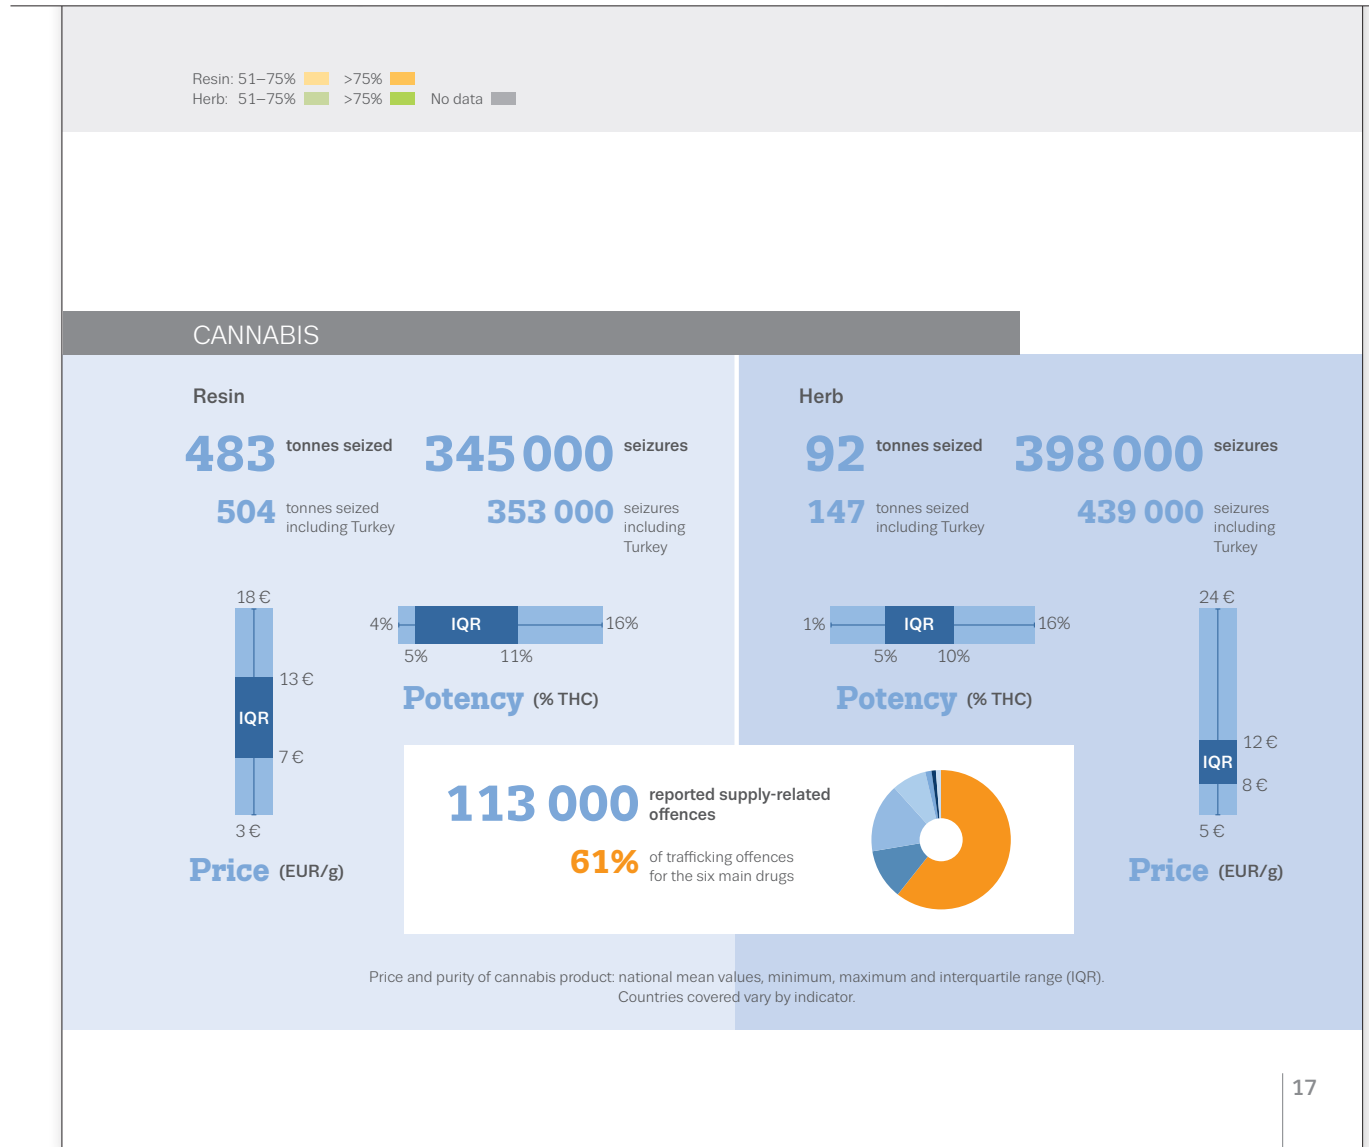 Resin: 51–75% >75%
Herb: 51–75% >75% No data
CANNABIS
Resin
483 tonnes seized 345 000 seizures
504 tonnes seized
including Turkey
353 000 seizures
including
Turkey
18 €
13 €
IQR
7 €
3 €
Price (EUR/g)
4% IQR 16%
5% 11%
Potency (% THC)
Herb
92 tonnes seized 398 000 seizures
147 tonnes seized
including Turkey
439 000 seizures
including
Turkey
1% IQR 16%
5% 10%
Potency (% THC)
24 €
12 €
IQR
8 €
5 €
Price (EUR/g)
113 000 reported supply-related
offences
61% of trafficking offences
for the six main drugs
Price and purity of cannabis product: national mean values, minimum, maximum and interquartile range (IQR).
Countries covered vary by indicator.
17